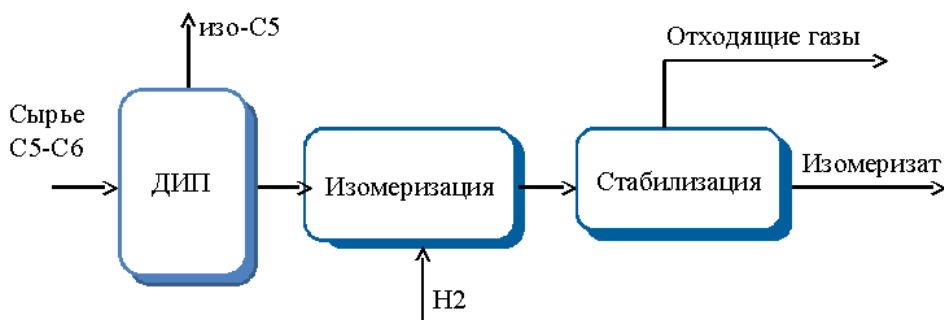 изо-С5
Отходящие газы
Сырье
С5-С6
ДИП
Изомеризация
Стабилизация
Изомеризат
Н2